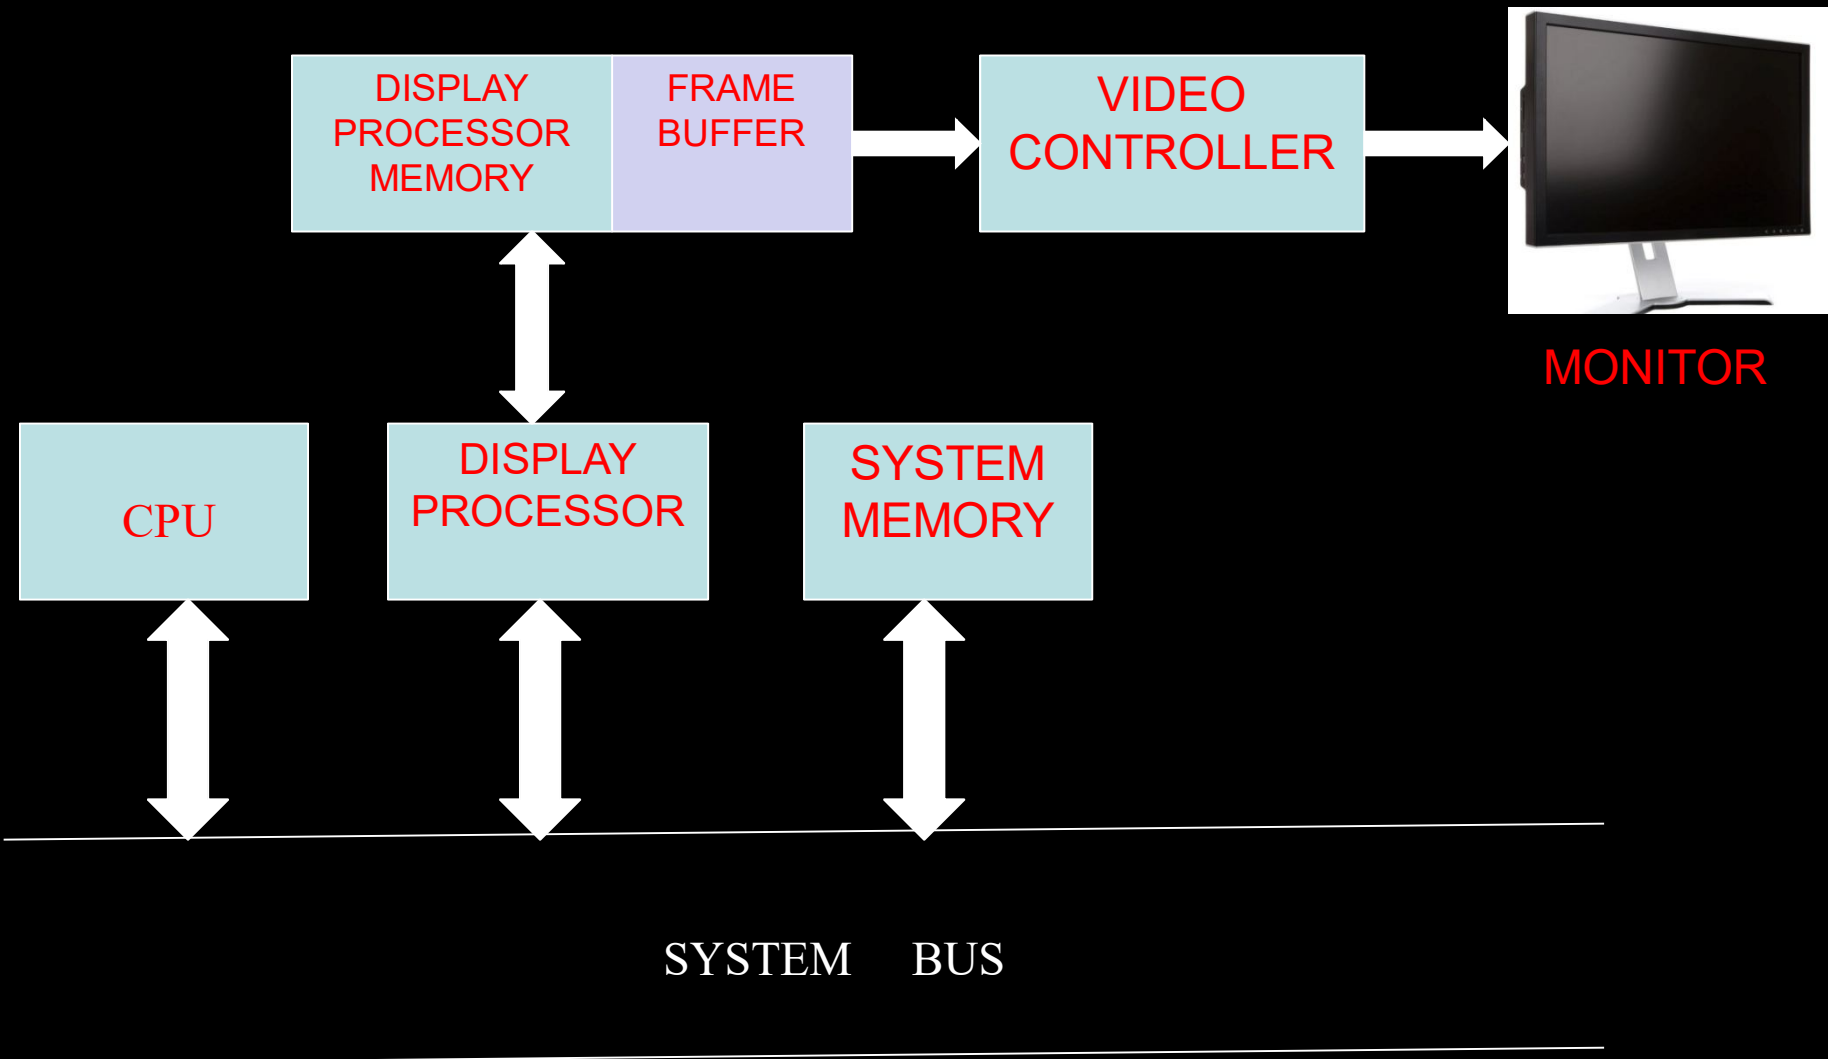 DISPLAY
PROCESSOR
MEMORY
FRAME
BUFFER
VIDEO
CONTROLLER
MONITOR
CPU
DISPLAY
PROCESSOR
SYSTEM
MEMORY
SYSTEM BUS